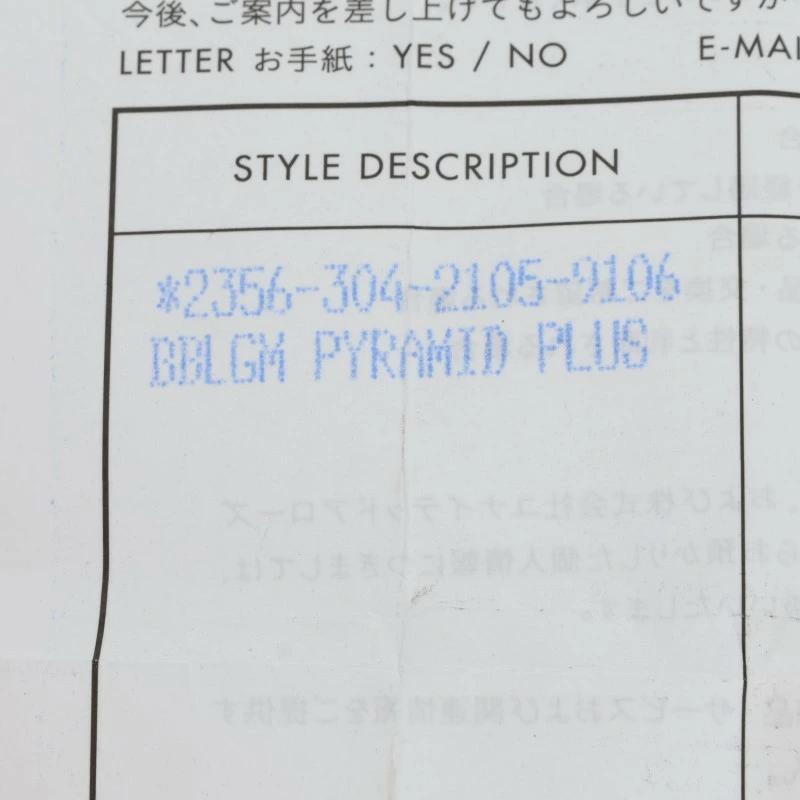 今後、ご案内を差し上げてもよろしいですか
LETTER お手紙 : YES / NO E-MAI
STYLE DESCRIPTION
*2356-304-2105-9106
BBLGM PYRAMID PLUS